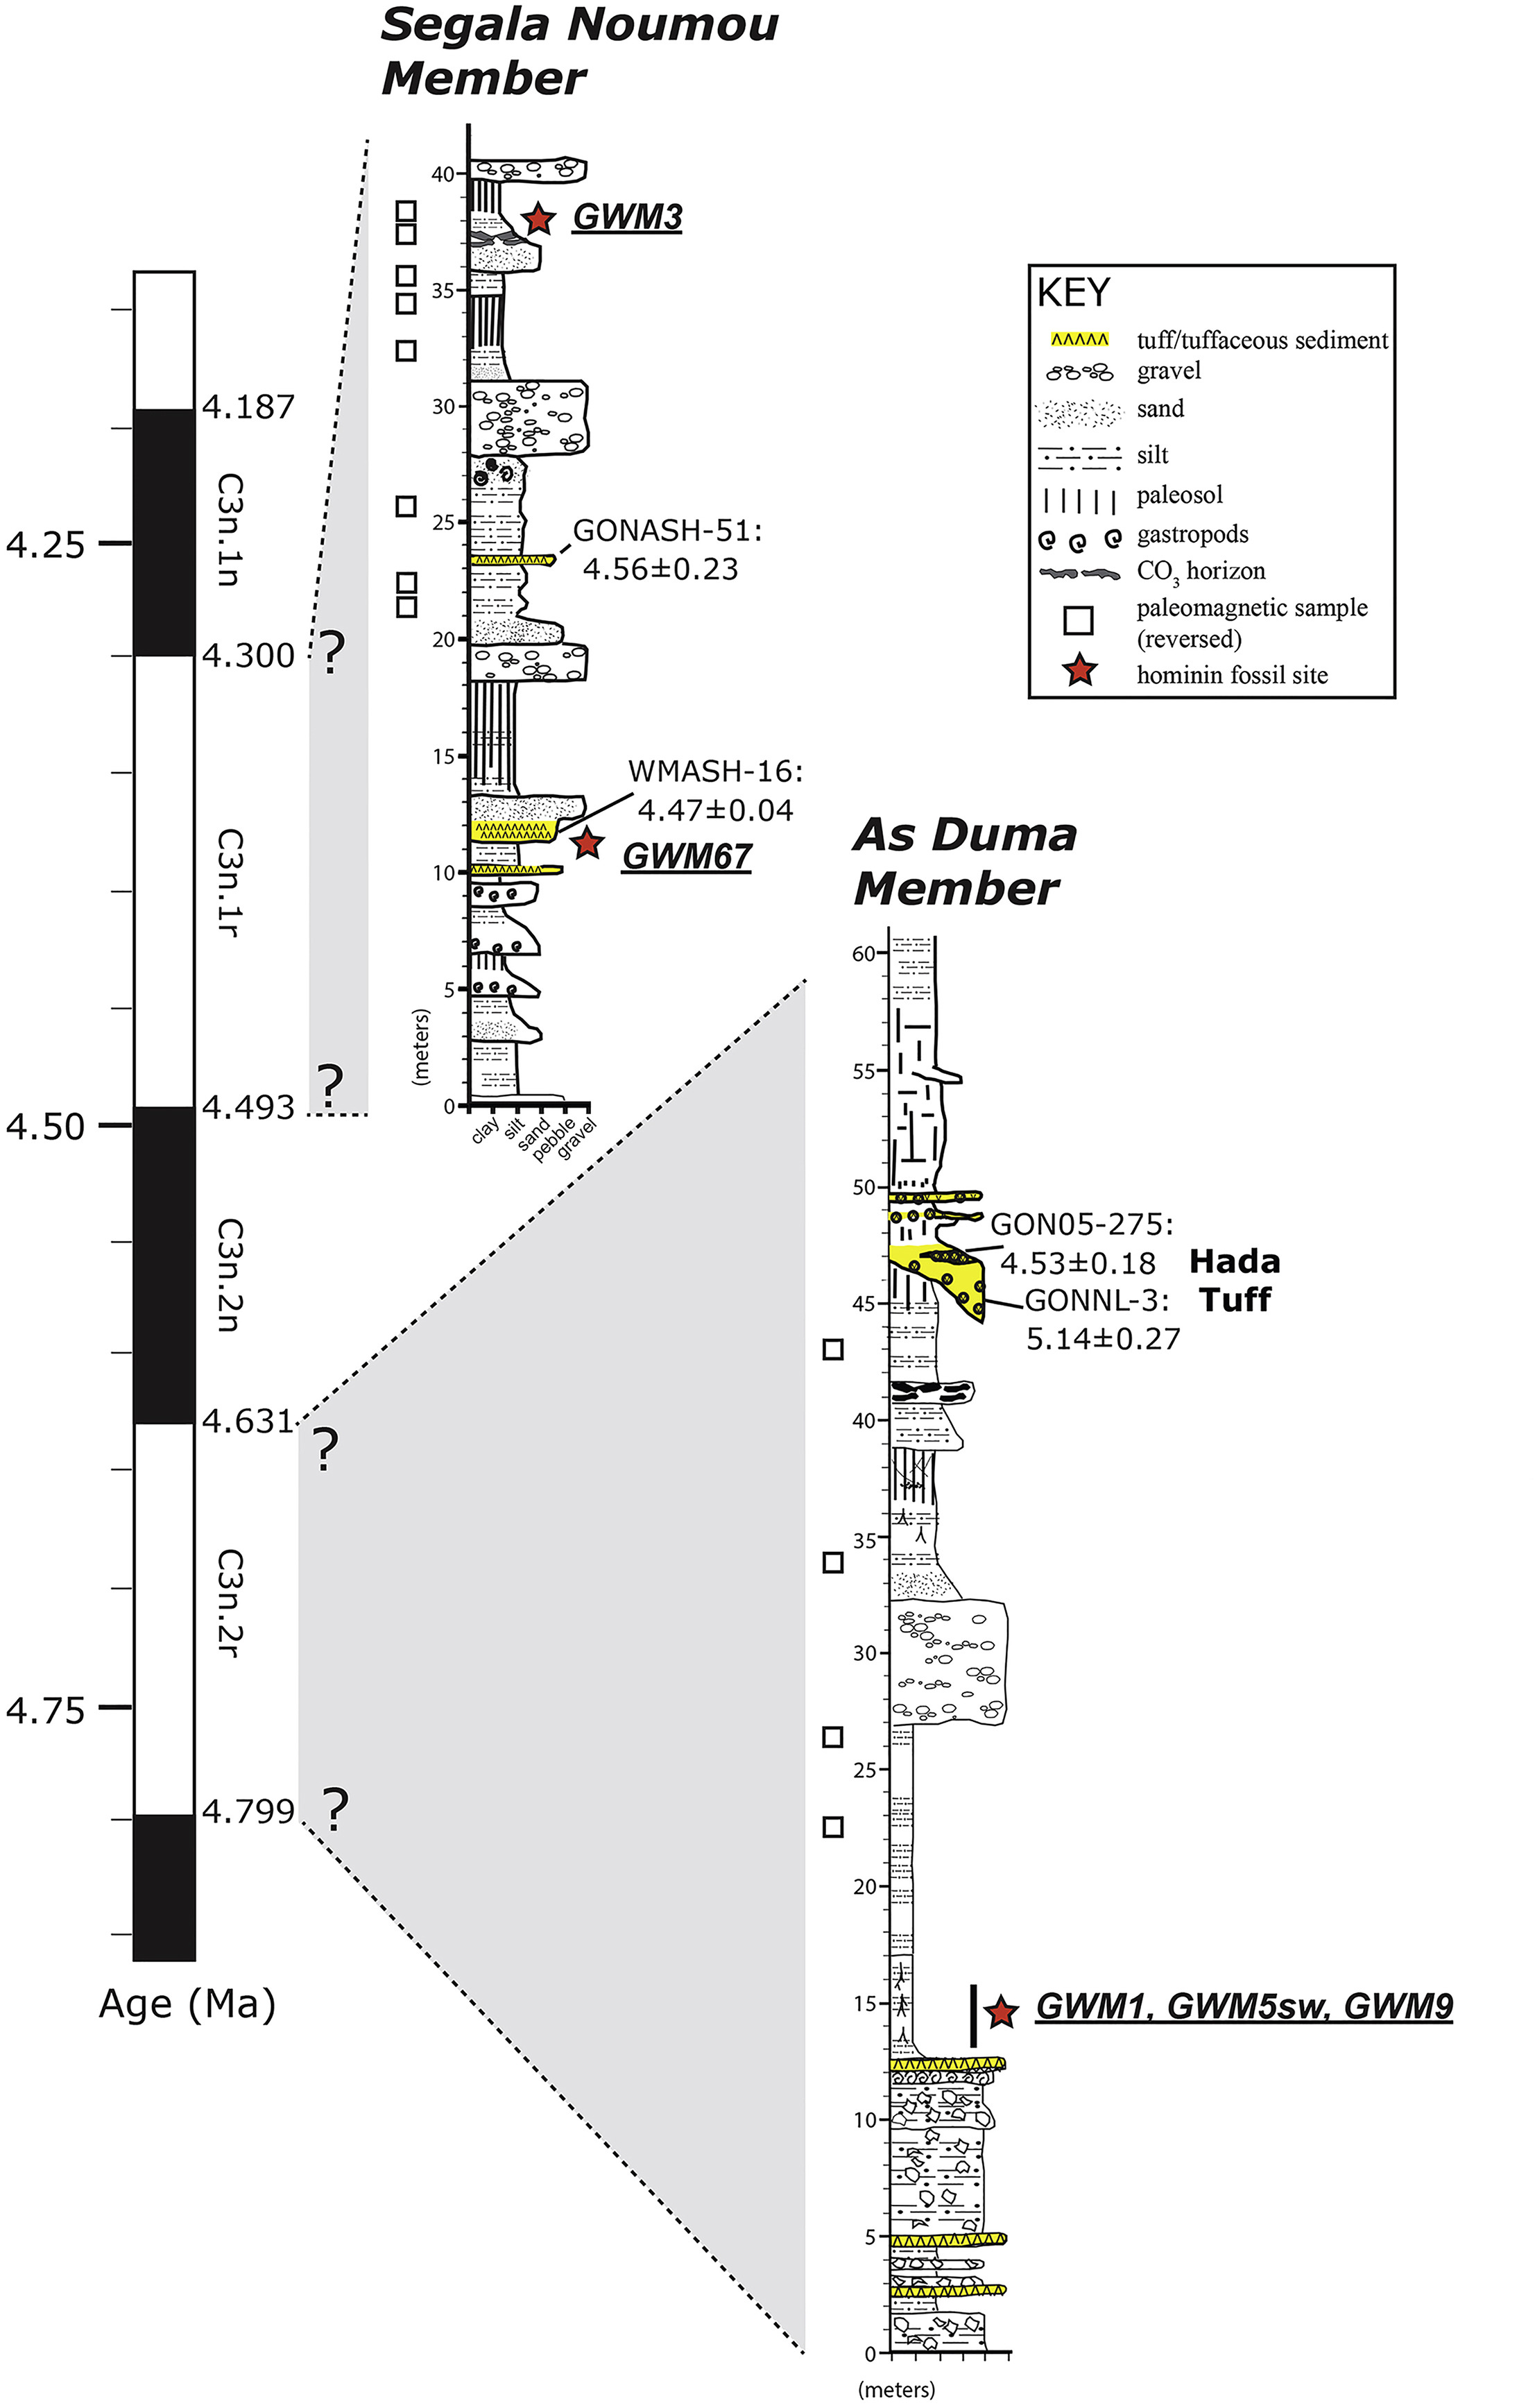 Segala Noumou
Member
40
35
30
25
20
15
10
5
0
(meters)
clay
silt
sand
pebble
gravel
GWM3
GONASH-51:
4.56±0.23
WMASH-16:
4.47±0.04
GWM67
4.25
4.50
4.75
4.187
C3n.1n
4.300
C3n.1r
4.493
C3n.2n
4.631
C3n.2r
4.799
?
?
?
?
Age (Ma)
KEY
tuff/tuffaceous sediment
gravel
sand
silt
paleosol
gastropods
CO3 horizon
paleomagnetic sample
(reversed)
hominin fossil site
As Duma
Member
60
55
50
45
40
35
30
25
20
15
10
5
0
(meters)
GON05-275:
4.53±0.18
Hada
Tuff
GONNL-3:
5.14±0.27
GWM1, GWM5sw, GWM9